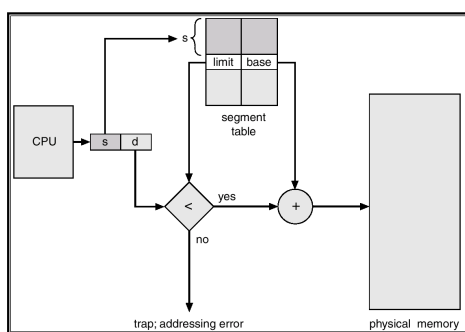 s
limit base
segment
table
CPU
s d
<
yes
+
no
trap; addressing error
physical memory